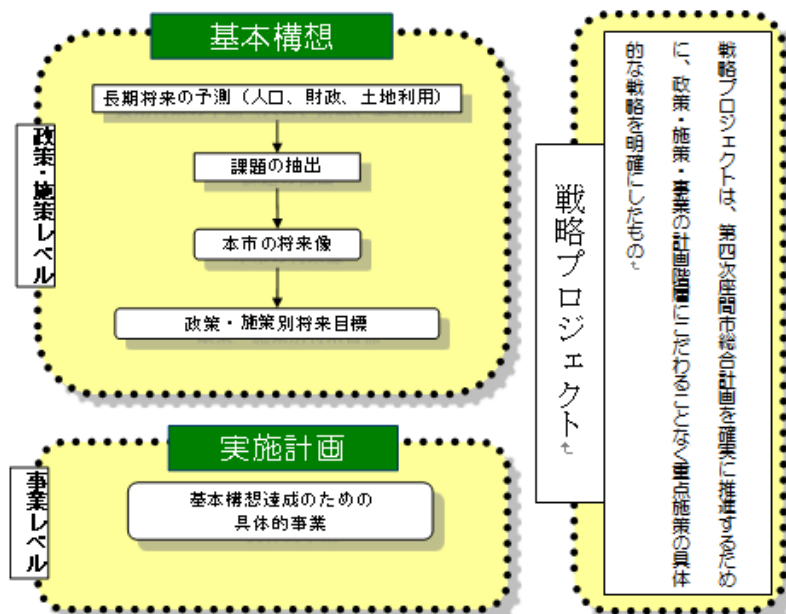 基本構想
政策・施策レベル
長期将来の予測（人口、財政、土地利用）
課題の抽出
本市の将来像
政策・施策別将来目標
実施計画
事業レベル
基本構想達成のための
具体的事業
戦略プロジェクト
戦略プロジェクトは、第四次座間市総合計画を確実に推進するため
に、政策・施策・事業の計画階層にこだわることなく重点施策の具体
的な戦略を明確にしたもの